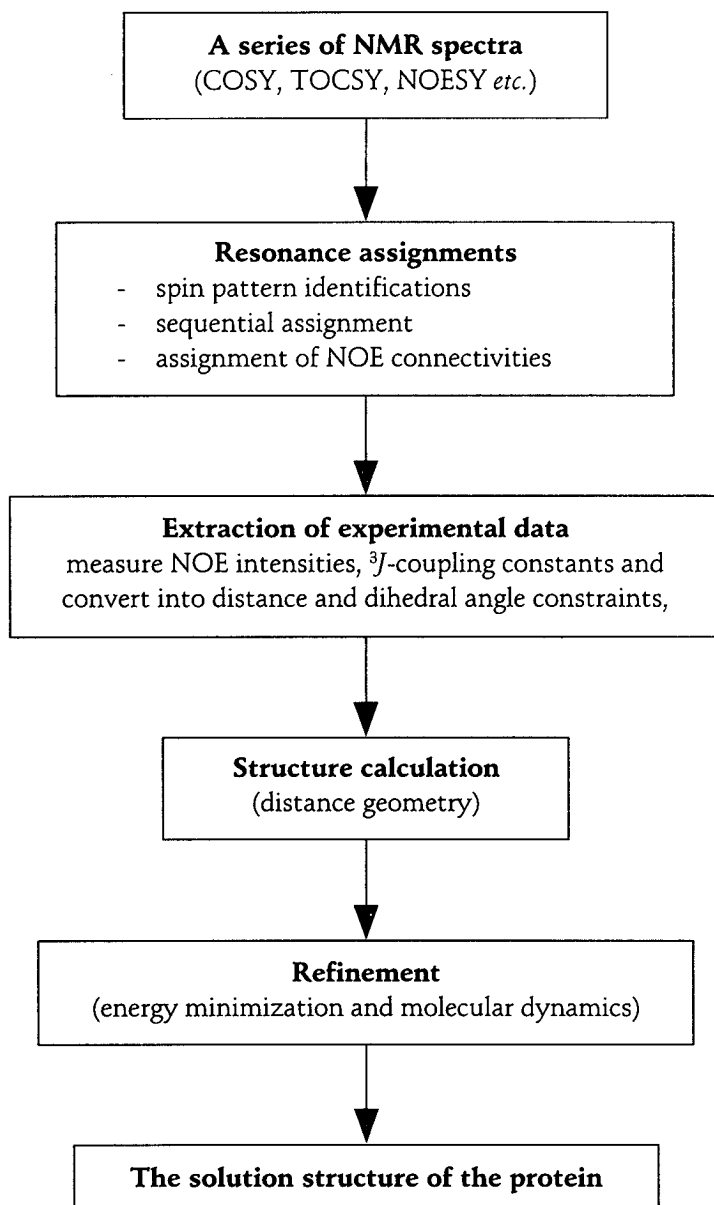 A series of NMR spectra
(COSY, TOCSY, NOESY etc.)
Resonance assignments
- spin pattern identifications
- sequential assignment
- assignment of NOE connectivities
Extraction of experimental data
measure NOE intensities, ³J-coupling constants and
convert into distance and dihedral angle constraints,
Structure calculation
(distance geometry)
Refinement
(energy minimization and molecular dynamics)
The solution structure of the protein